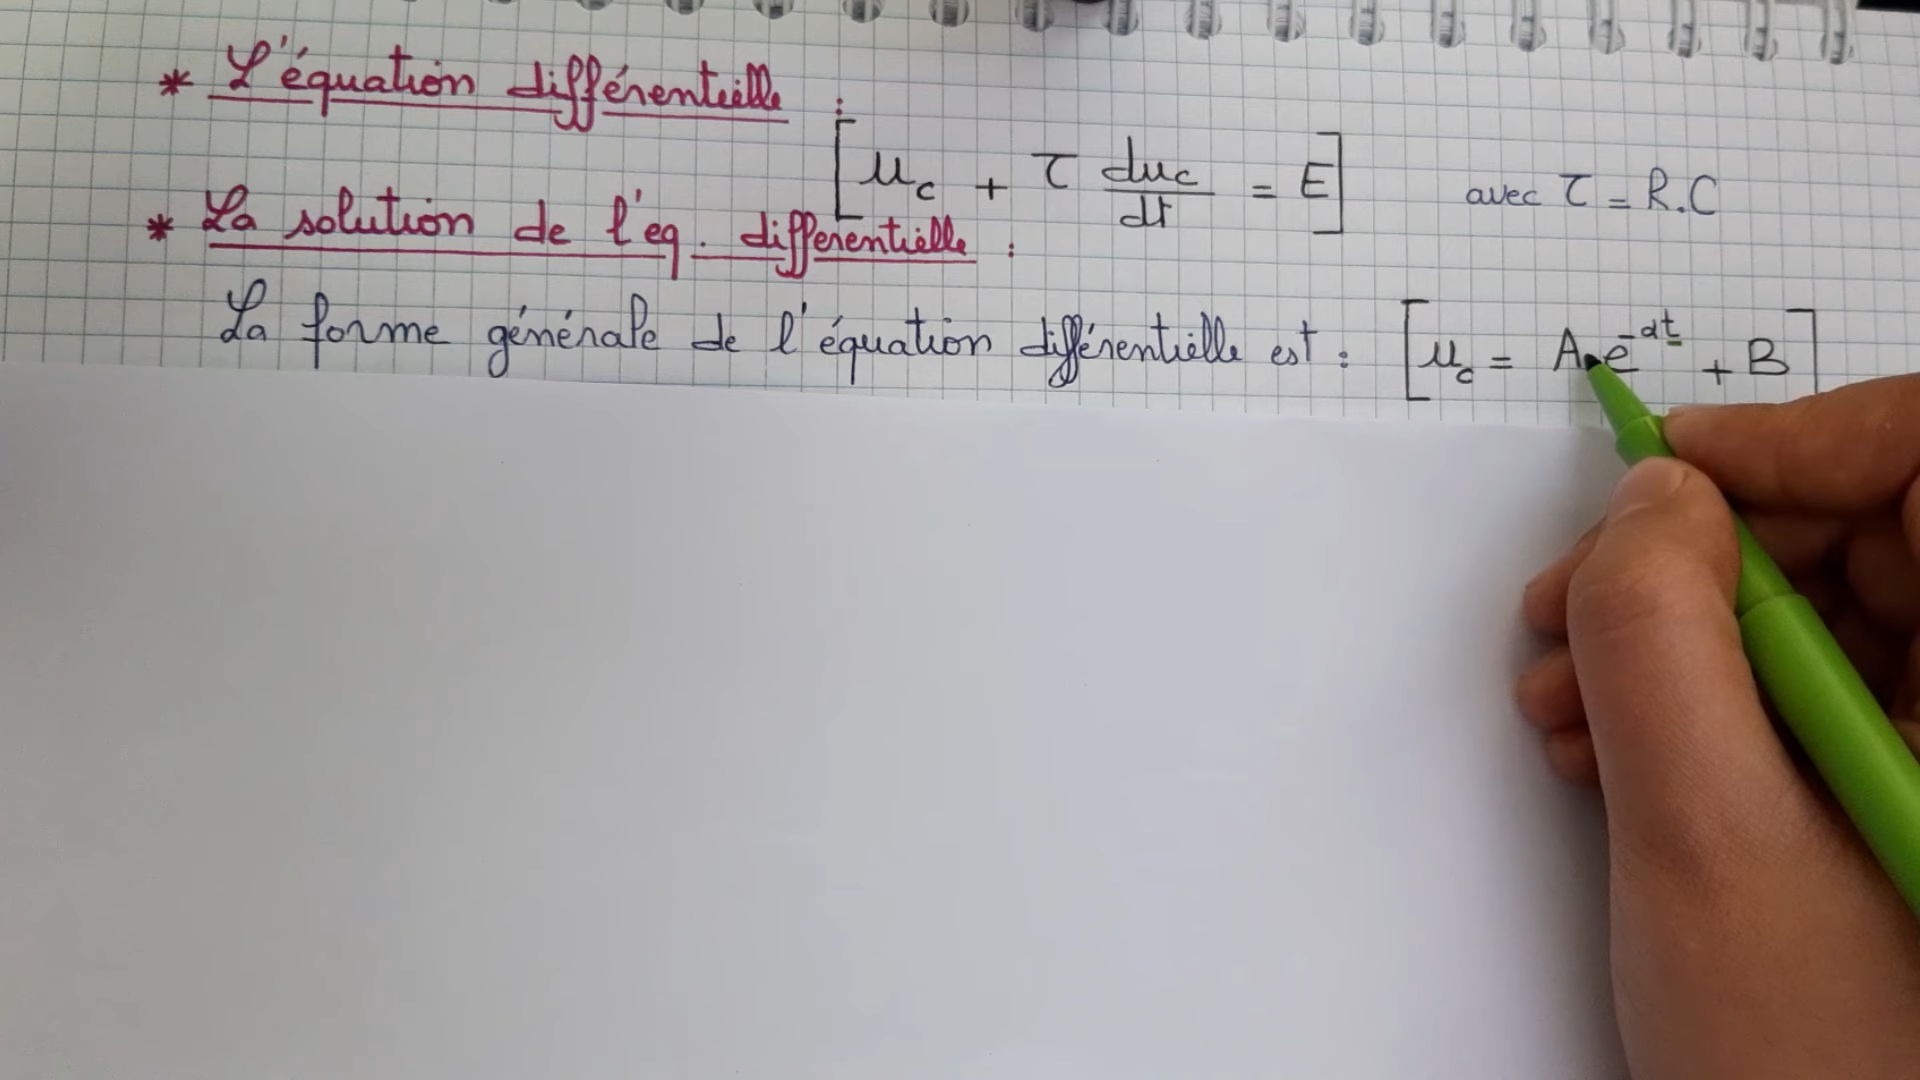 * L'équation différentielle :
[u_c + τ du_c/dt = E] avec τ = R.C
* La solution de l'eq. differentielle :
La forme générale de l'équation différentielle est : [u_c = A.e^-αt + B]